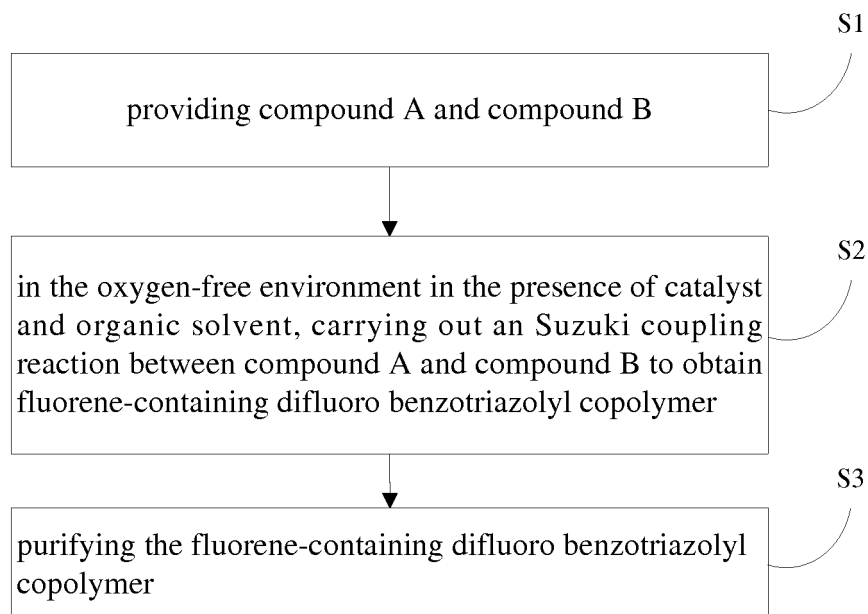 S1
providing compound A and compound B
S2
in the oxygen-free environment in the presence of catalyst
and organic solvent, carrying out an Suzuki coupling
reaction between compound A and compound B to obtain
fluorene-containing difluoro benzotriazolyl copolymer
S3
purifying the fluorene-containing difluoro benzotriazolyl
copolymer